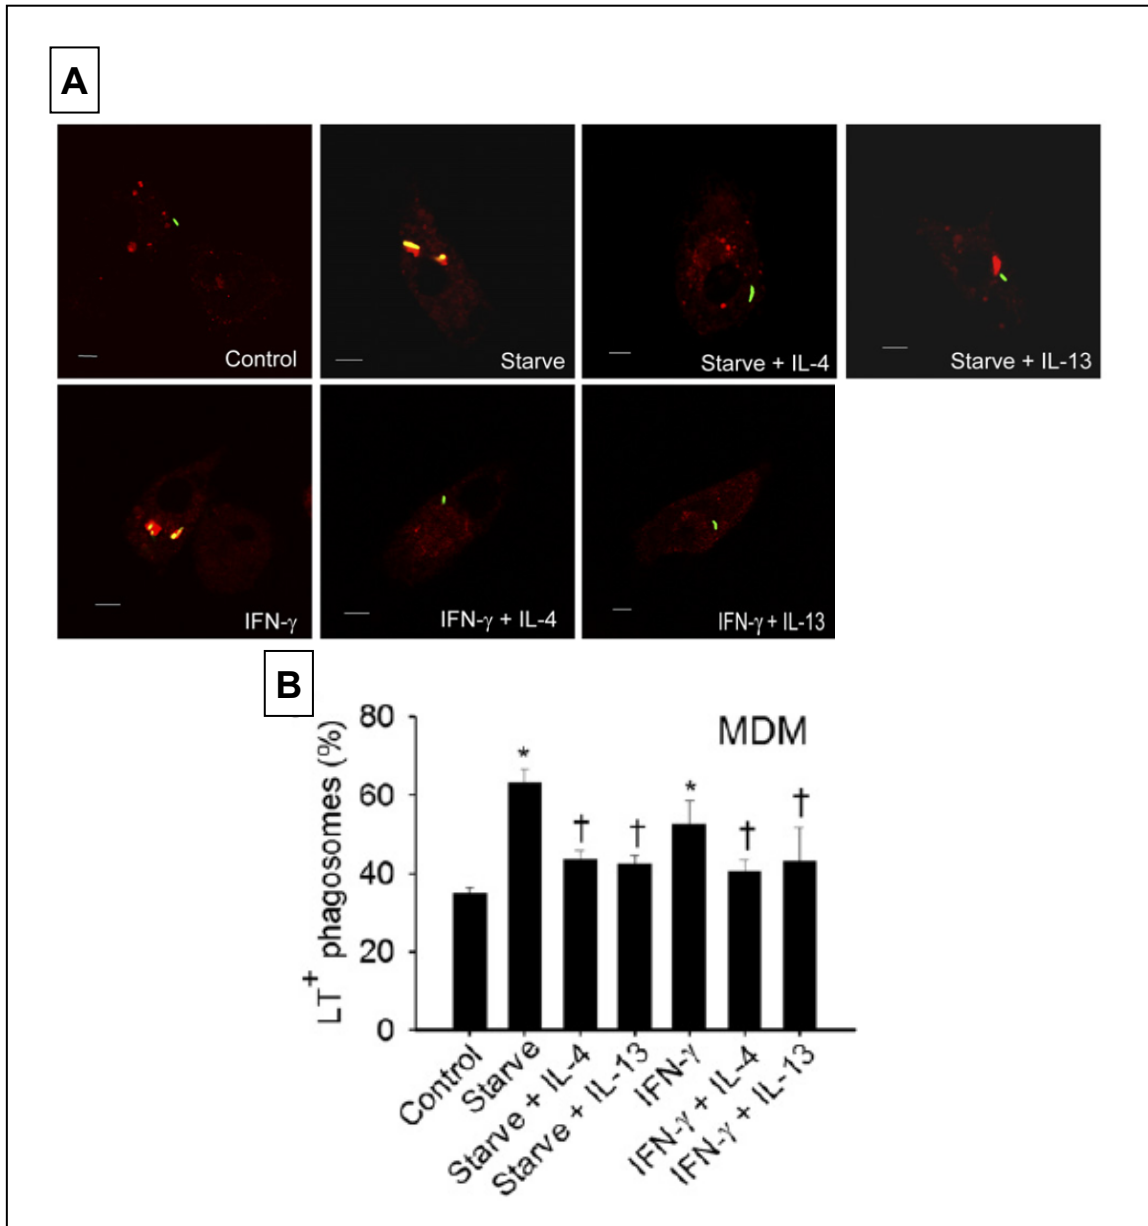 A
Control
Starve
Starve + IL-4
Starve + IL-13
IFN-γ
IFN-γ + IL-4
IFN-γ + IL-13
B
MDM
LT+ phagosomes (%)
80
60
40
20
0
*
†
†
*
†
†
Control
Starve
Starve + IL-4
Starve + IL-13
IFN-γ
IFN-γ + IL-4
IFN-γ + IL-13